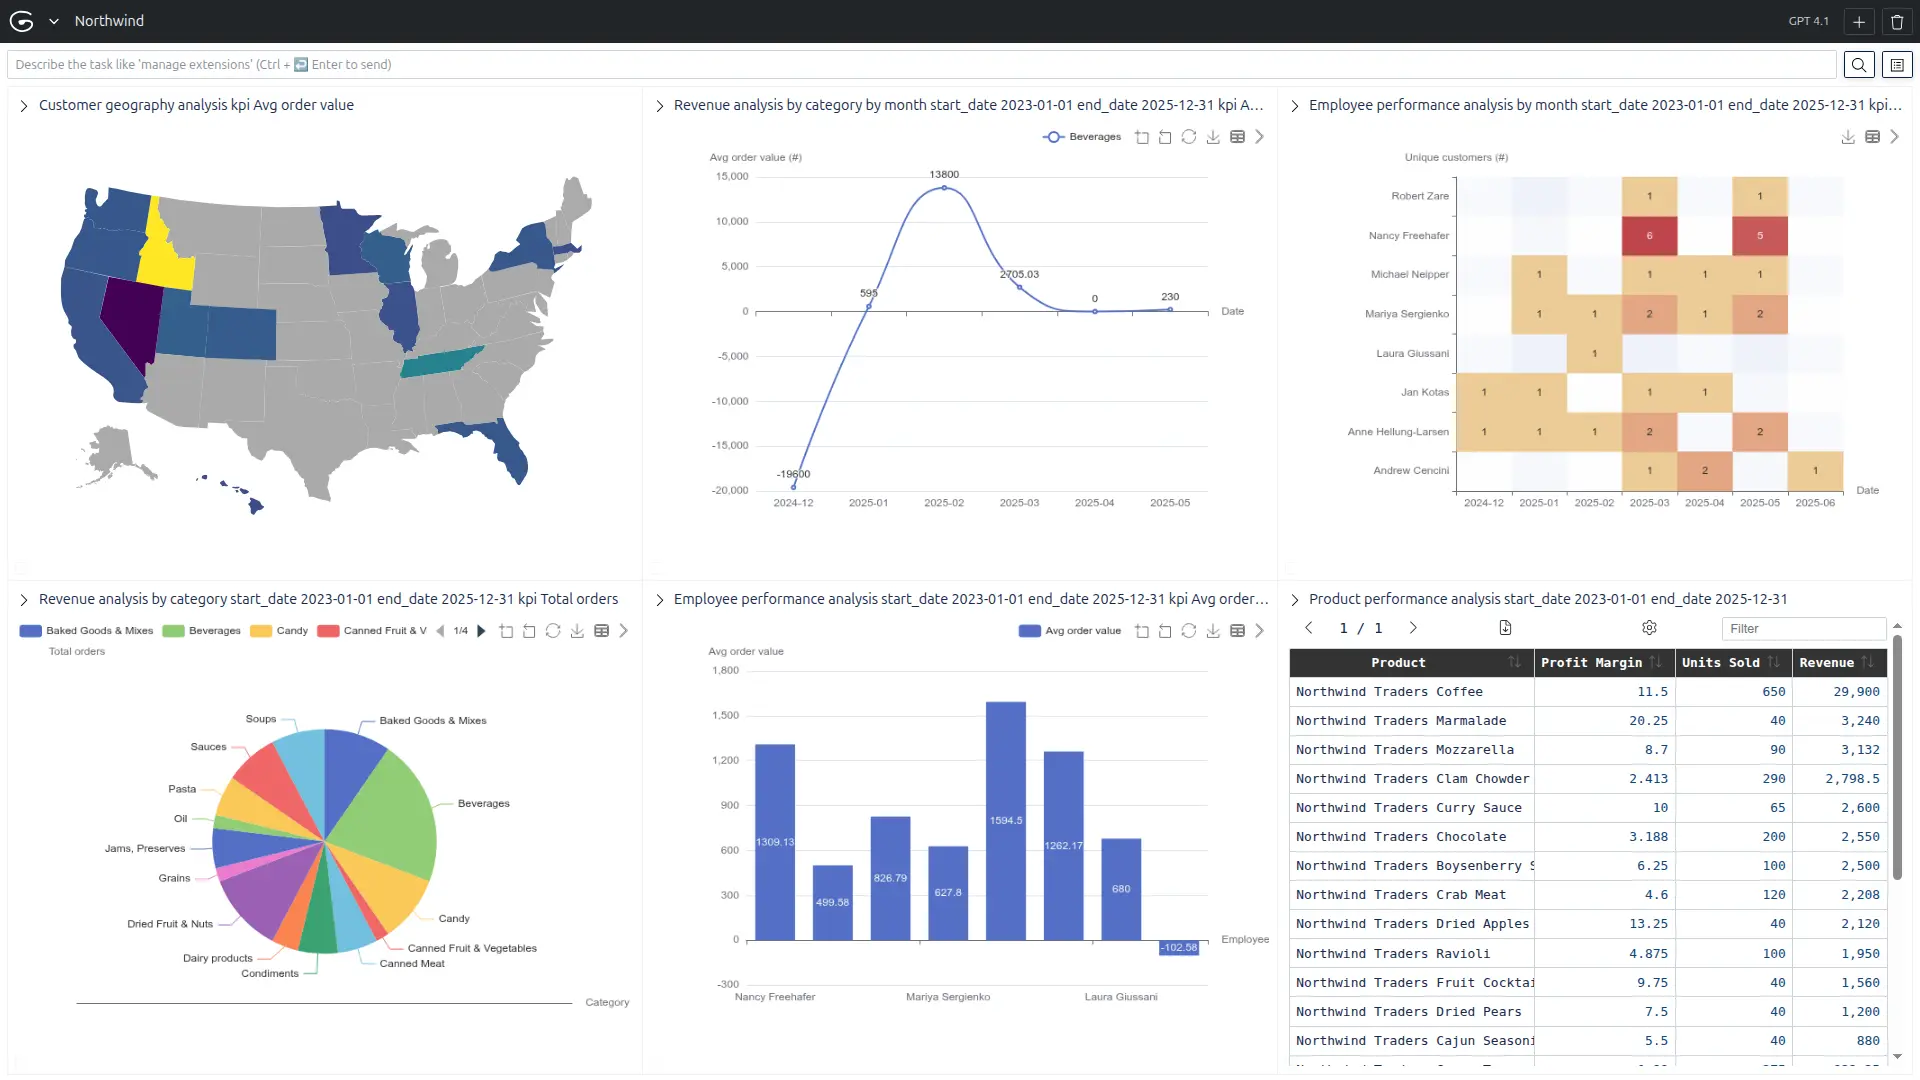 Northwind
GPT 4.1
Describe the task like 'manage extensions' (Ctrl + Enter to send)
Customer geography analysis kpi Avg order value
Revenue analysis by category by month start_date 2023-01-01 end_date 2025-12-31 kpi A...
Beverages
Avg order value (#)
15,000
10,000
5,000
0
-5,000
-10,000
-15,000
-20,000
13800
595
2705.03
0
230
-19600
Date
2024-12 2025-01 2025-02 2025-03 2025-04 2025-05
Employee performance analysis by month start_date 2023-01-01 end_date 2025-12-31 kpi...
Unique customers (#)
Robert Zare 1 1
Nancy Freehafer 6 5
Michael Neipper 1 1 1 1
Mariya Sergienko 1 1 2 1 2
Laura Giussani 1
Jan Kotas 1 1 1 1
Anne Hellung-Larsen 1 1 1 2 2
Andrew Cencini 1 2 1
Date
2024-12 2025-01 2025-02 2025-03 2025-04 2025-05 2025-06
Revenue analysis by category start_date 2023-01-01 end_date 2025-12-31 kpi Total orders
Baked Goods & Mixes Beverages Candy Canned Fruit & V 1/4
Total orders
Soups
Baked Goods & Mixes
Sauces
Pasta
Beverages
Oil
Jams, Preserves
Grains
Candy
Dried Fruit & Nuts
Canned Fruit & Vegetables
Dairy products
Canned Meat
Condiments
Category
Employee performance analysis start_date 2023-01-01 end_date 2025-12-31 kpi Avg order...
Avg order value
Avg order value
1,800
1,500
1,200
900
600
300
0
-300
1309.13
499.58
826.79
627.8
1594.5
1262.17
680
-102.58
Employee
Nancy Freehafer Mariya Sergienko Laura Giussani
Product performance analysis start_date 2023-01-01 end_date 2025-12-31
1 / 1
Filter
Product Profit Margin Units Sold Revenue
Northwind Traders Coffee 11.5 650 29,900
Northwind Traders Marmalade 20.25 40 3,240
Northwind Traders Mozzarella 8.7 90 3,132
Northwind Traders Clam Chowder 2.413 290 2,798.5
Northwind Traders Curry Sauce 10 65 2,600
Northwind Traders Chocolate 3.188 200 2,550
Northwind Traders Boysenberry S 6.25 100 2,500
Northwind Traders Crab Meat 4.6 120 2,208
Northwind Traders Dried Apples 13.25 40 2,120
Northwind Traders Ravioli 4.875 100 1,950
Northwind Traders Fruit Cocktai 9.75 40 1,560
Northwind Traders Dried Pears 7.5 40 1,200
Northwind Traders Cajun Seasoni 5.5 40 880